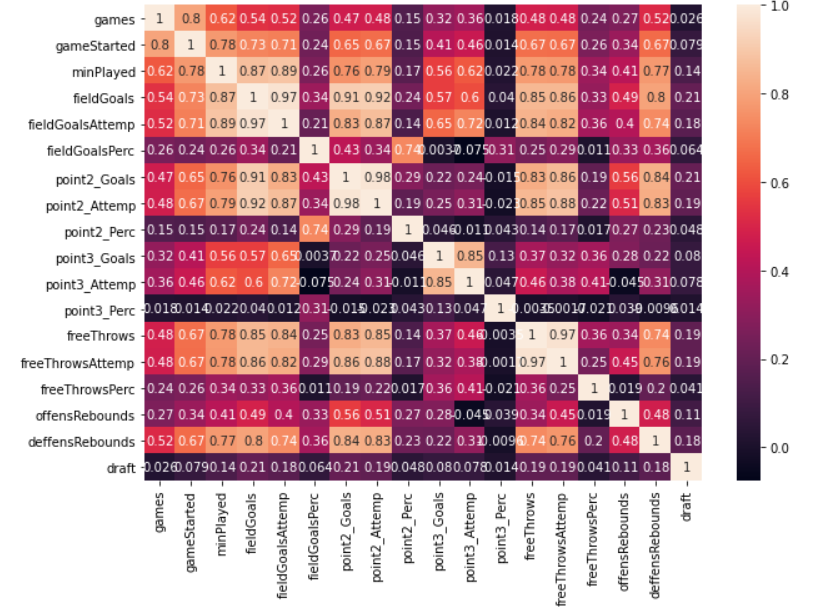 games 1 0.8 0.62 0.54 0.52 0.26 0.47 0.48 0.15 0.32 0.36 0.018 0.48 0.48 0.24 0.27 0.52 0.026
gameStarted 0.8 1 0.78 0.73 0.71 0.24 0.65 0.67 0.15 0.41 0.46 0.014 0.67 0.67 0.26 0.34 0.67 0.079
minPlayed 0.62 0.78 1 0.87 0.89 0.26 0.76 0.79 0.17 0.56 0.62 0.022 0.78 0.78 0.34 0.41 0.77 0.14
fieldGoals 0.54 0.73 0.87 1 0.97 0.34 0.91 0.92 0.24 0.57 0.6 0.04 0.85 0.86 0.33 0.49 0.8 0.21
fieldGoalsAttemp 0.52 0.71 0.89 0.97 1 0.21 0.83 0.87 0.14 0.65 0.72 0.012 0.84 0.82 0.36 0.4 0.74 0.18
fieldGoalsPerc 0.26 0.24 0.26 0.34 0.21 1 0.43 0.34 0.74 0.0037 -0.075 0.31 0.25 0.29 0.011 0.33 0.36 0.064
point2_Goals 0.47 0.65 0.76 0.91 0.83 0.43 1 0.98 0.29 0.22 0.24 -0.015 0.83 0.86 0.19 0.56 0.84 0.21
point2_Attemp 0.48 0.67 0.79 0.92 0.87 0.34 0.98 1 0.19 0.25 0.31 -0.023 0.85 0.88 0.22 0.51 0.83 0.19
point2_Perc 0.15 0.15 0.17 0.24 0.14 0.74 0.29 0.19 1 0.046 -0.011 0.043 0.14 0.17 0.017 0.27 0.23 0.048
point3_Goals 0.32 0.41 0.56 0.57 0.65 0.0037 0.22 0.25 0.046 1 0.85 0.13 0.37 0.32 0.36 0.28 0.22 0.08
point3_Attemp 0.36 0.46 0.62 0.6 0.72 -0.075 0.24 0.31 -0.011 0.85 1 0.047 0.46 0.38 0.41 -0.045 0.31 0.078
point3_Perc 0.018 0.014 0.022 0.04 0.012 0.31 -0.015 -0.023 0.043 0.13 0.047 1 -0.021 0.039 0.014
freeThrows 0.48 0.67 0.78 0.85 0.84 0.25 0.83 0.85 0.14 0.37 0.46 1 0.97 0.36 0.34 0.74 0.19
freeThrowsAttemp 0.48 0.67 0.78 0.86 0.82 0.29 0.86 0.88 0.17 0.32 0.38 0.97 1 0.25 0.45 0.76 0.19
freeThrowsPerc 0.24 0.26 0.34 0.33 0.36 0.011 0.19 0.22 0.017 0.36 0.41 -0.021 0.36 0.25 1 0.019 0.2 0.041
offensRebounds 0.27 0.34 0.41 0.49 0.4 0.33 0.56 0.51 0.27 0.28 -0.045 0.039 0.34 0.45 0.019 1 0.48 0.11
deffensRebounds 0.52 0.67 0.77 0.8 0.74 0.36 0.84 0.83 0.23 0.22 0.31 -0.0096 0.74 0.76 0.2 0.48 1 0.18
draft 0.026 0.079 0.14 0.21 0.18 0.064 0.21 0.19 0.048 0.08 0.078 0.014 0.19 0.19 0.041 0.11 0.18 1
games gameStarted minPlayed fieldGoals fieldGoalsAttemp fieldGoalsPerc point2_Goals point2_Attemp point2_Perc point3_Goals point3_Attemp point3_Perc freeThrows freeThrowsAttemp freeThrowsPerc offensRebounds deffensRebounds draft
1.0
0.8
0.6
0.4
0.2
0.0